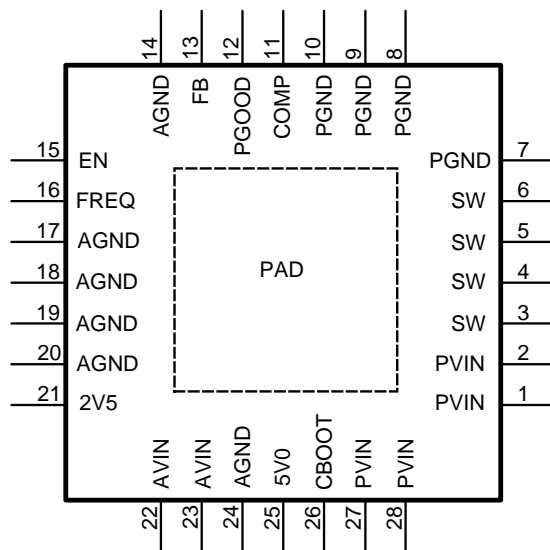 14 13 12 11 10 9 8
AGND FB PGOOD COMP PGND PGND PGND
15 EN PGND 7
16 FREQ SW 6
17 AGND SW 5
18 AGND PAD SW 4
19 AGND SW 3
20 AGND PVIN 2
21 2V5 PVIN 1
AVIN AVIN AGND 5V0 CBOOT PVIN PVIN
22 23 24 25 26 27 28